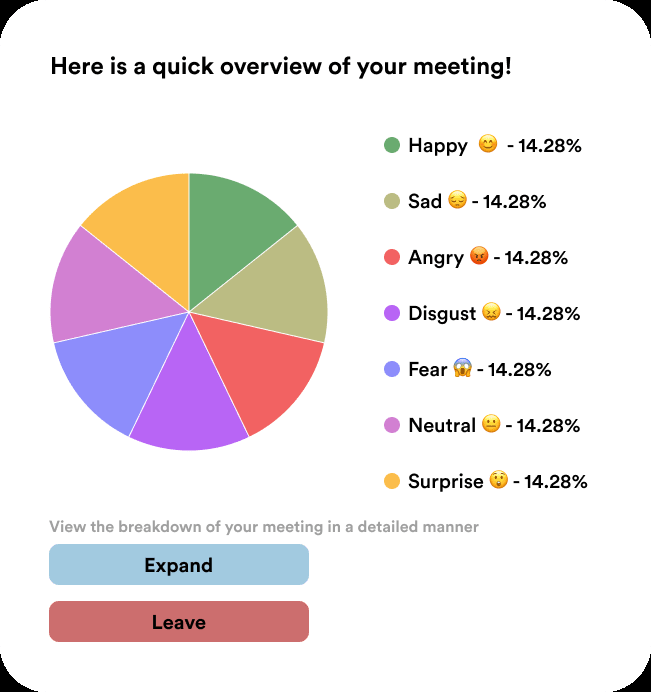 Here is a quick overview of your meeting!
Happy 😊 - 14.28%
Sad 😔 - 14.28%
Angry 😡 - 14.28%
Disgust 😖 - 14.28%
Fear 😱 - 14.28%
Neutral 😐 - 14.28%
Surprise 😲 - 14.28%
View the breakdown of your meeting in a detailed manner
Expand
Leave